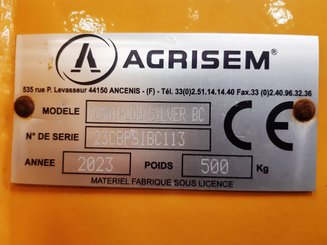 AGRISEM®
535 rue P. Levasseur 44150 ANCENIS - (F) - Tél. 33(0)2.51.14.14.40 Fax.33 (0)2.40.96.32.36
MODELE SILVER BC
N° DE SERIE 23CBPSIBC113
CE
ANNEE 2023 POIDS 500 Kg
MATERIEL FABRIQUE SOUS LICENCE